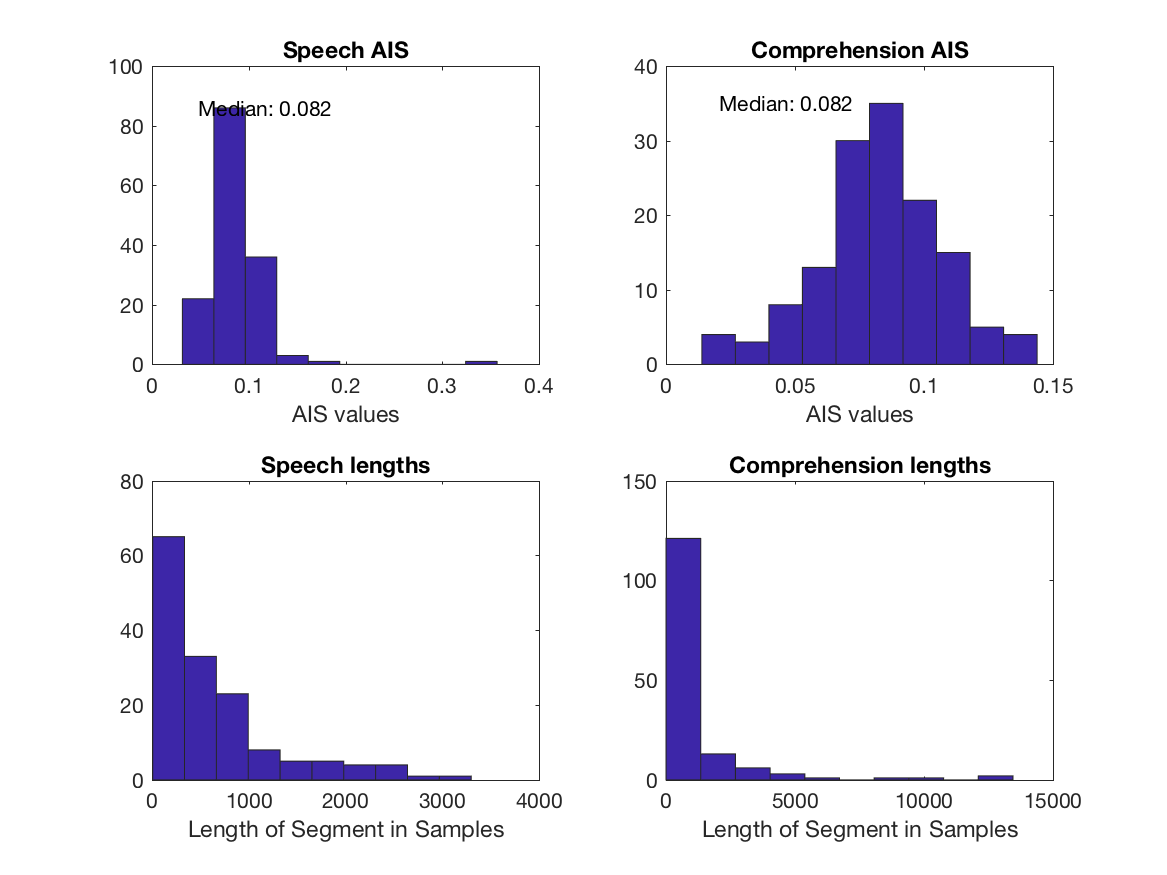 Speech AIS
100
80
60
40
20
0
Median: 0.082
0 0.1 0.2 0.3 0.4
AIS values
Comprehension AIS
40
30
20
10
0
Median: 0.082
0 0.05 0.1 0.15
AIS values
Speech lengths
80
60
40
20
0
0 1000 2000 3000 4000
Length of Segment in Samples
Comprehension lengths
150
100
50
0
0 5000 10000 15000
Length of Segment in Samples